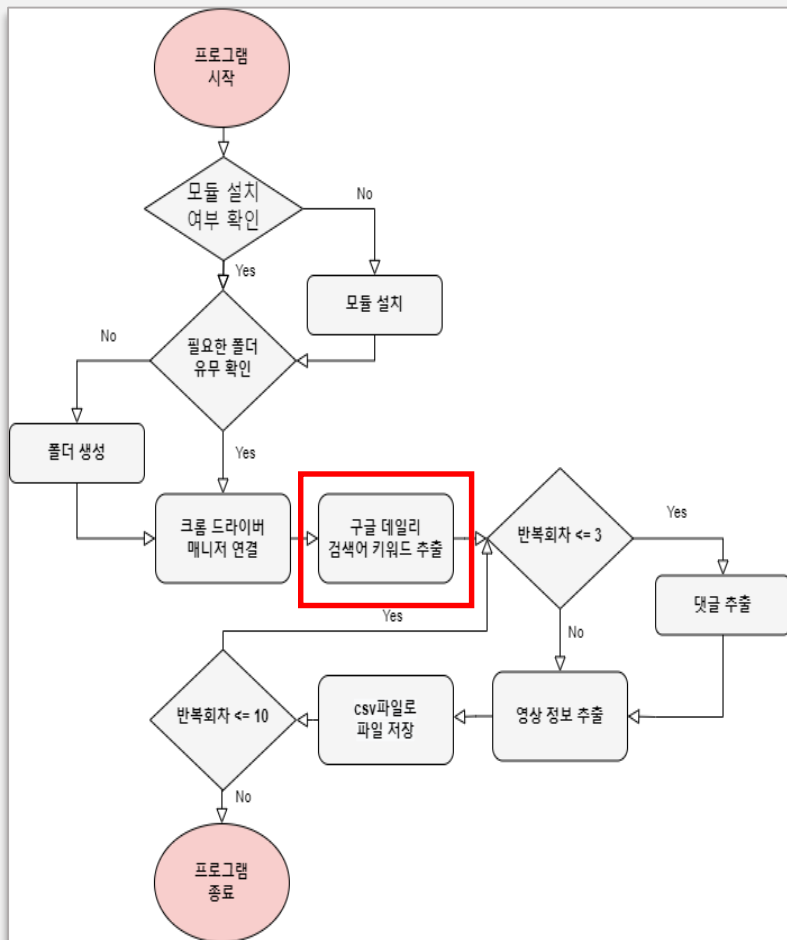 프로그램
시작
모듈 설치
여부 확인
No
Yes
모듈 설치
필요한 폴더
유무 확인
No
Yes
폴더 생성
크롬 드라이버
매니저 연결
구글 데일리
검색어 키워드 추출
반복회차 <= 3
Yes
댓글 추출
No
영상 정보 추출
csv파일로
파일 저장
반복회차 <= 10
Yes
No
프로그램
종료